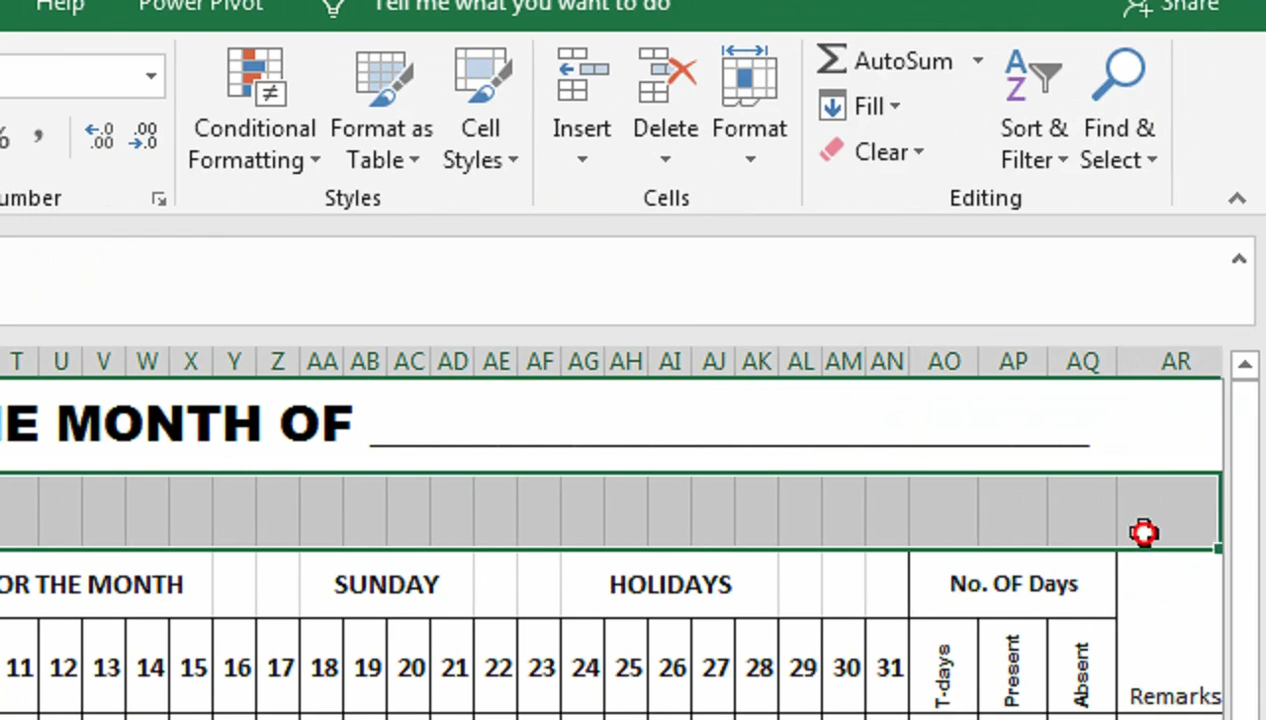 Help Power Pivot Tell me what you want to do Share
AutoSum
Fill
Clear
% , ←.0 .00 .00 →.0
Conditional Formatting
Format as Table
Cell Styles
Insert
Delete
Format
Sort & Filter
Find & Select
umber Styles Cells Editing
T U V W X Y Z AA AB AC AD AE AF AG AH AI AJ AK AL AM AN AO AP AQ AR
E MONTH OF
OR THE MONTH SUNDAY HOLIDAYS No. OF Days
11 12 13 14 15 16 17 18 19 20 21 22 23 24 25 26 27 28 29 30 31 T-days Present Absent Remarks